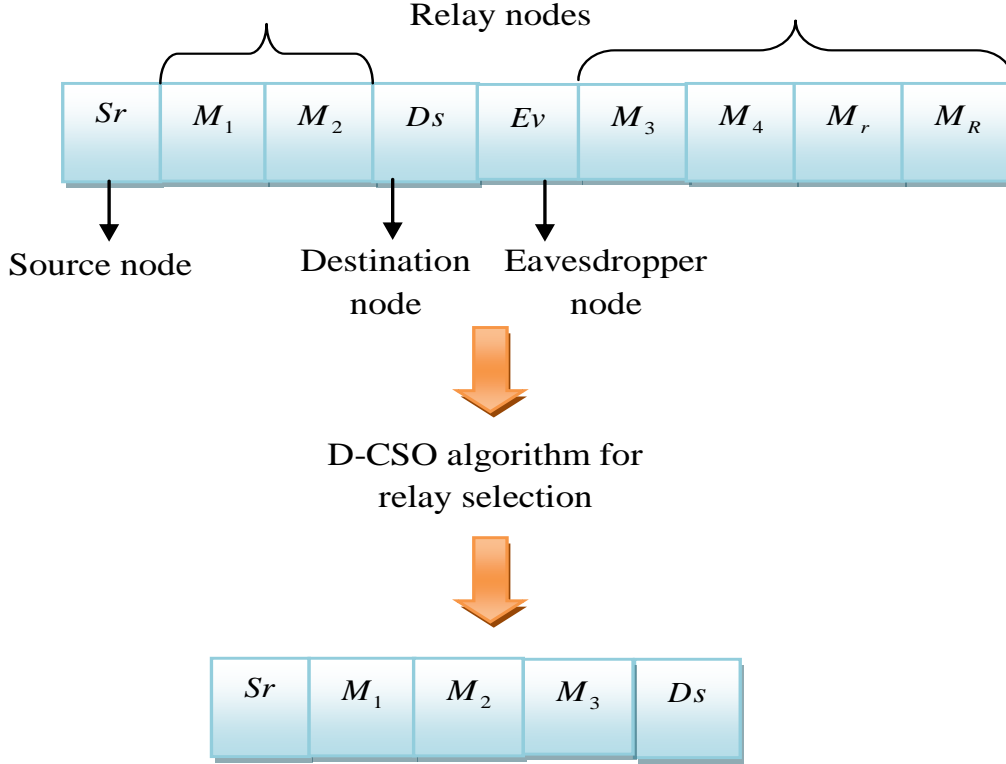 Relay nodes
Sr M₁ M₂ Ds Ev M₃ M₄ Mᵣ M_R
Source node
Destination node
Eavesdropper node
D-CSO algorithm for
relay selection
Sr M₁ M₂ M₃ Ds